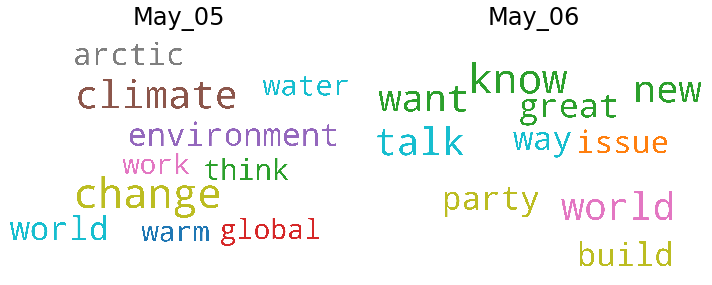 May_05
arctic
climate
water
environment
work
think
change
world
warm
global
May_06
know
want
great
new
talk
way
issue
party
world
build